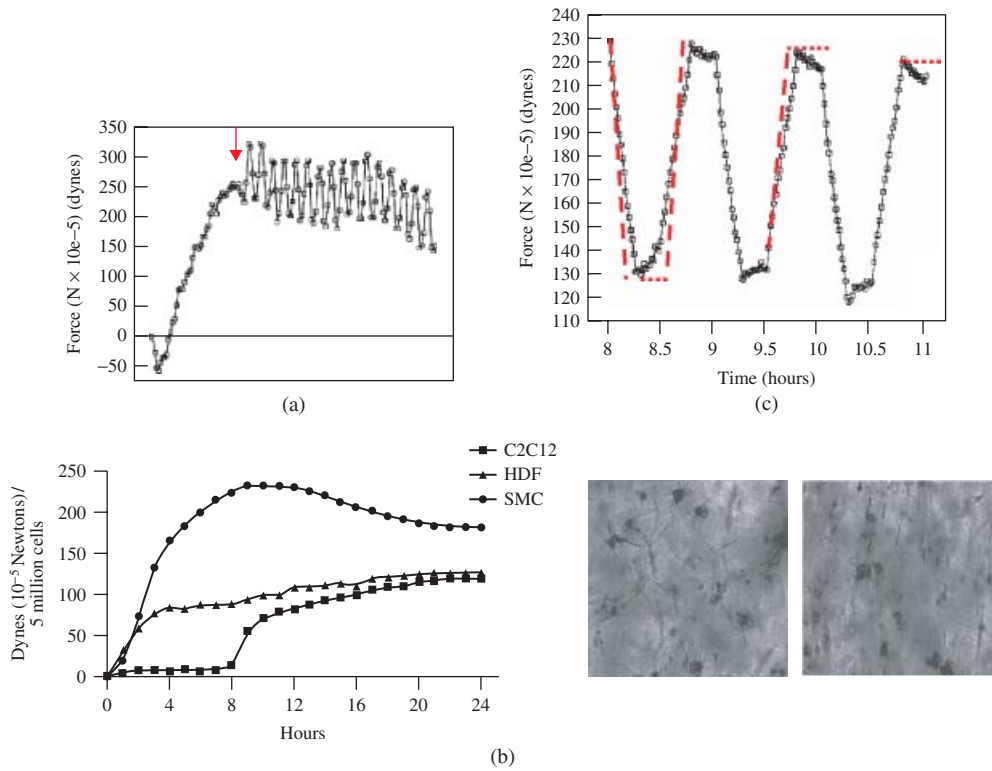 350
300
250
200
150
100
50
0
−50
Force (N × 10e−5) (dynes)
(a)
240
230
220
210
200
190
180
170
160
150
140
130
120
110
Force (N × 10e−5) (dynes)
8 8.5 9 9.5 10 10.5 11
Time (hours)
(c)
C2C12
HDF
SMC
250
200
150
100
50
0
Dynes (10⁻⁵ Newtons)/
5 million cells
0 4 8 12 16 20 24
Hours
(b)